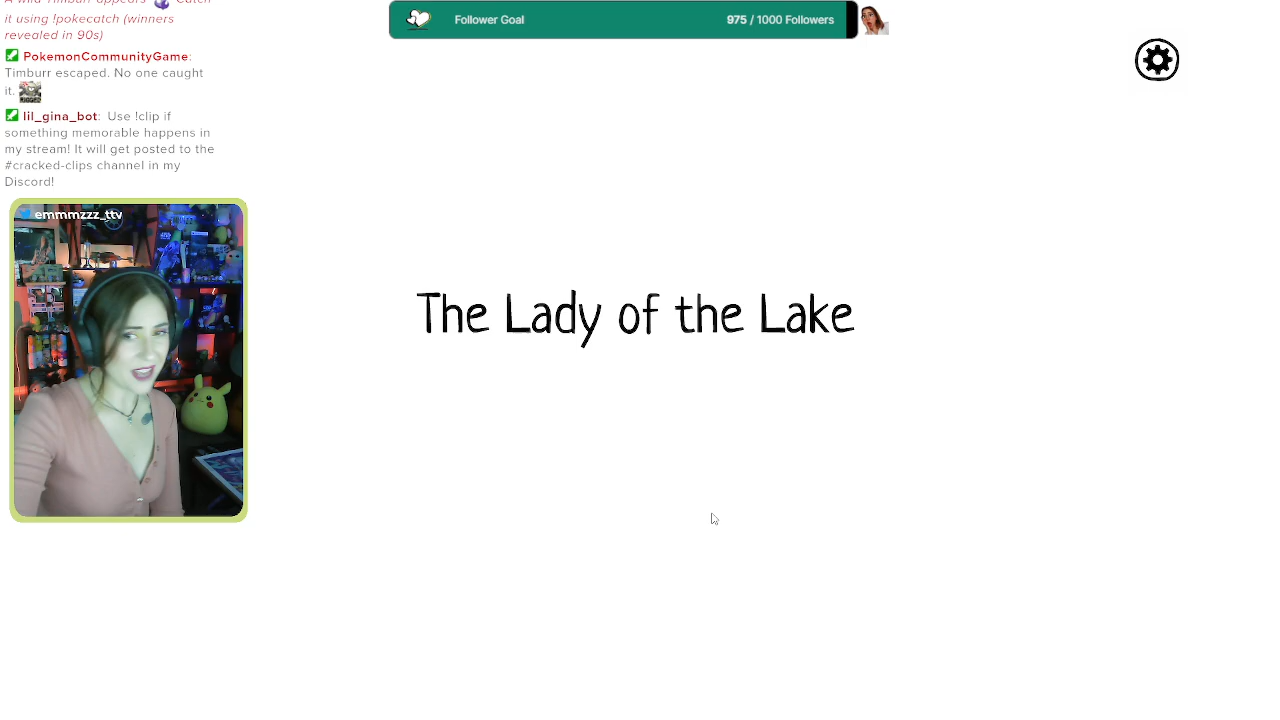 it using !pokecatch (winners
revealed in 90s)
PokemonCommunityGame:
Timburr escaped. No one caught
it.
lil_gina_bot: Use !clip if
something memorable happens in
my stream! It will get posted to the
#cracked-clips channel in my
Discord!
emmmzzz_ttv
Follower Goal 975 / 1000 Followers
The Lady of the Lake